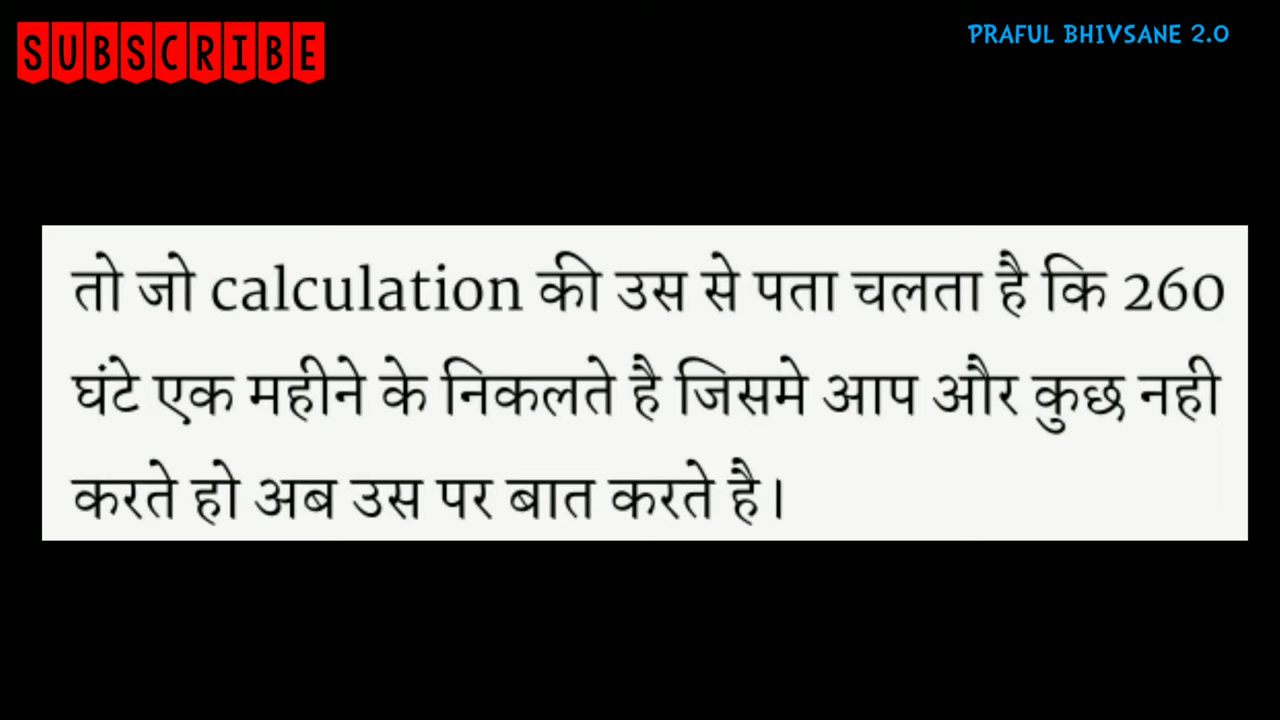 SUBSCRIBE
PRAFUL BHIVSANE 2.0
तो जो calculation की उस से पता चलता है कि 260
घंटे एक महीने के निकलते है जिसमे आप और कुछ नही
करते हो अब उस पर बात करते है।